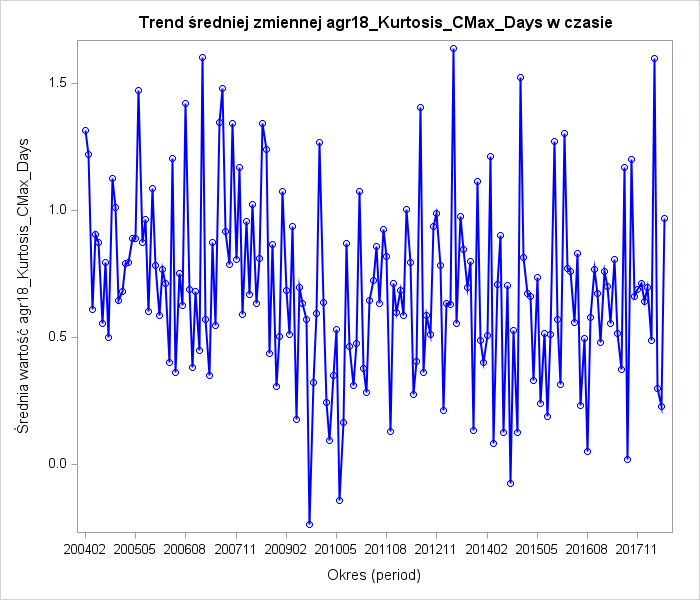 Trend średniej zmiennej agr18_Kurtosis_CMax_Days w czasie
Średnia wartość agr18_Kurtosis_CMax_Days
1.5
1.0
0.5
0.0
200402 200505 200608 200711 200902 201005 201108 201211 201402 201505 201608 201711
Okres (period)